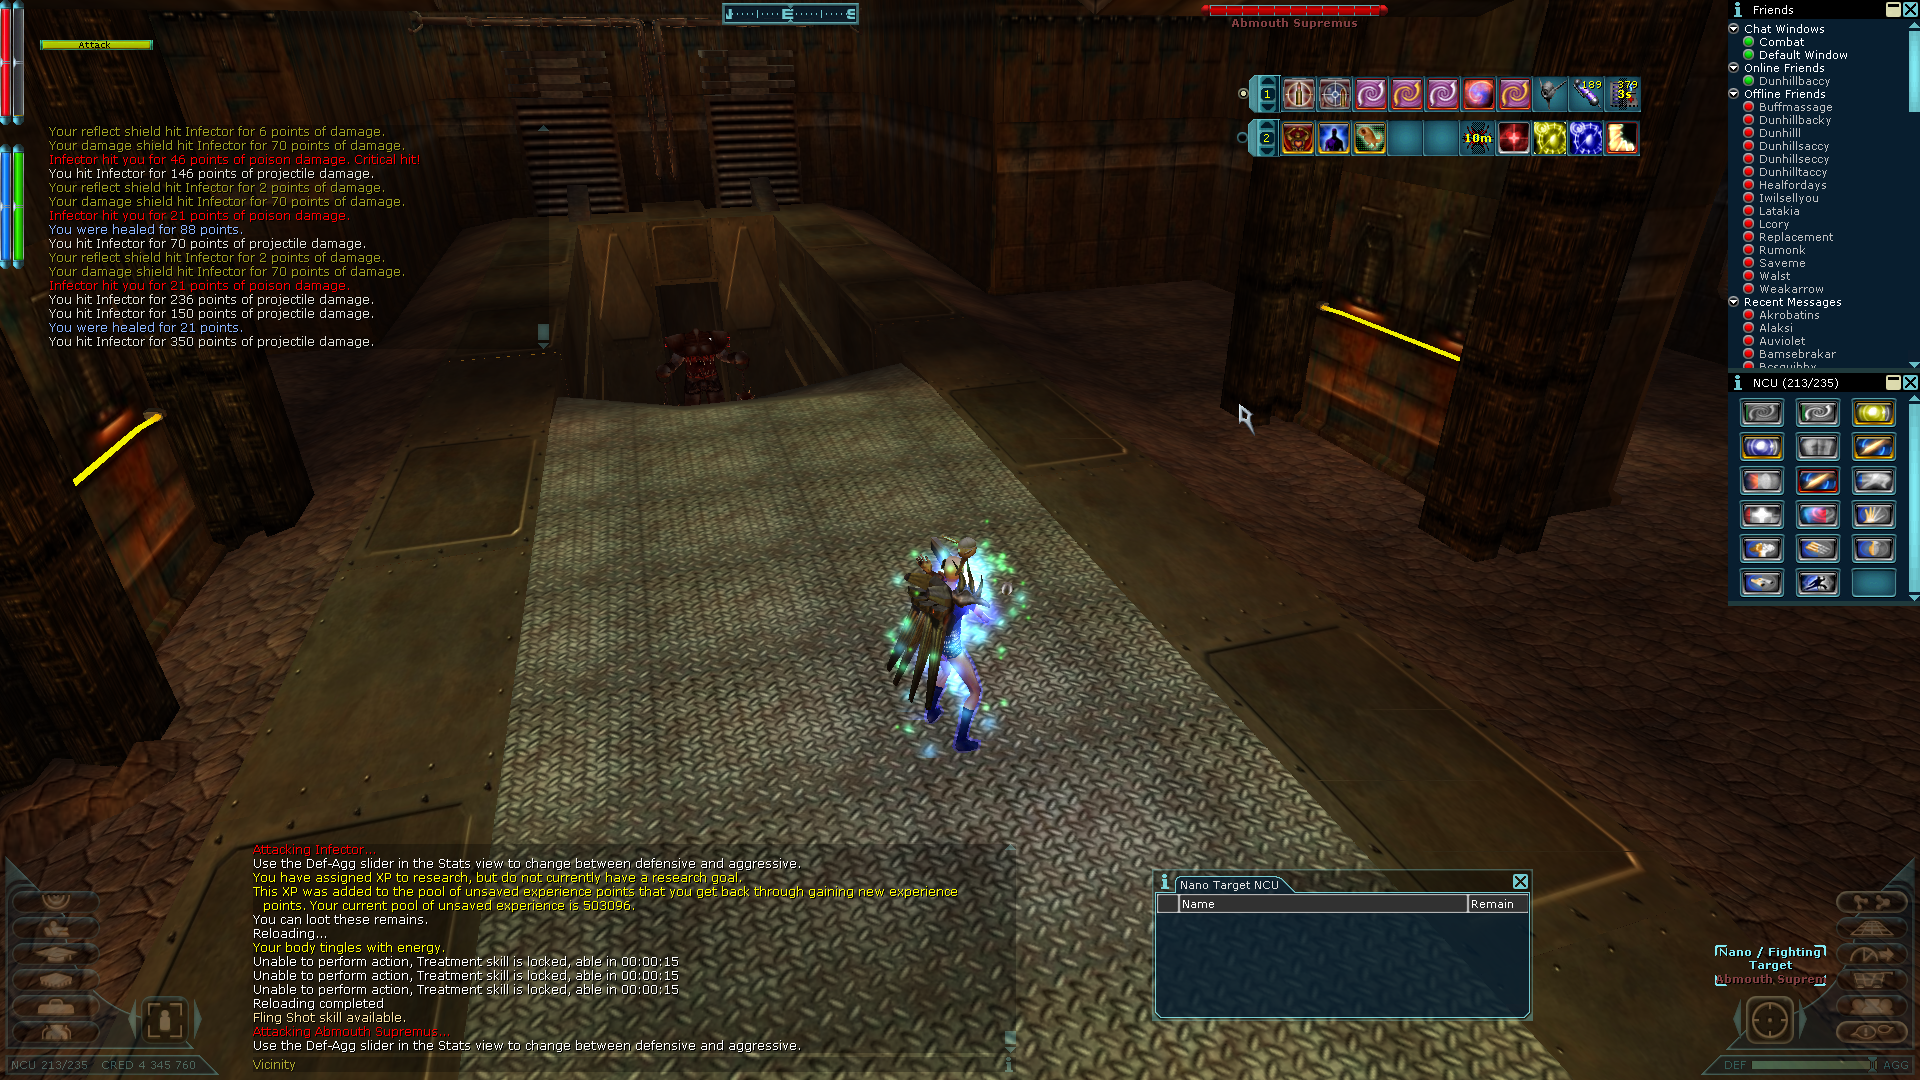 Attack
Abmouth Supremus
Your reflect shield hit Infector for 6 points of damage.
Your damage shield hit Infector for 70 points of damage.
Infector hit you for 46 points of poison damage. Critical hit!
You hit Infector for 146 points of projectile damage.
Your reflect shield hit Infector for 2 points of damage.
Your damage shield hit Infector for 70 points of damage.
Infector hit you for 21 points of poison damage.
You were healed for 88 points.
You hit Infector for 70 points of projectile damage.
Your reflect shield hit Infector for 2 points of damage.
Your damage shield hit Infector for 70 points of damage.
Infector hit you for 21 points of poison damage.
You hit Infector for 236 points of projectile damage.
You hit Infector for 150 points of projectile damage.
You were healed for 21 points.
You hit Infector for 350 points of projectile damage.
1
189
379
3s
2
10m
Friends
Chat Windows
Combat
Default Window
Online Friends
Dunhillbaccy
Offline Friends
Buffmassage
Dunhillbacky
Dunhilll
Dunhillsaccy
Dunhillseccy
Dunhilltaccy
Healfordays
Iwilsellyou
Latakia
Lcory
Replacement
Rumonk
Saveme
Walst
Weakarrow
Recent Messages
Akrobatins
Alaksi
Auviolet
Bamsebrakar
NCU (213/235)
Attacking Infector...
Use the Def-Agg slider in the Stats view to change between defensive and aggressive.
You have assigned XP to research, but do not currently have a research goal.
This XP was added to the pool of unsaved experience points that you get back through gaining new experience
points. Your current pool of unsaved experience is 503096.
You can loot these remains.
Reloading...
Your body tingles with energy.
Unable to perform action, Treatment skill is locked, able in 00:00:15
Unable to perform action, Treatment skill is locked, able in 00:00:15
Unable to perform action, Treatment skill is locked, able in 00:00:15
Reloading completed
Fling Shot skill available.
Attacking Abmouth Supremus...
Use the Def-Agg slider in the Stats view to change between defensive and aggressive.
Vicinity
NCU 213/235 CRED 4 345 760
Nano Target NCU
Name Remain
Nano / Fighting
Target
Abmouth Suprem
DEF AGG